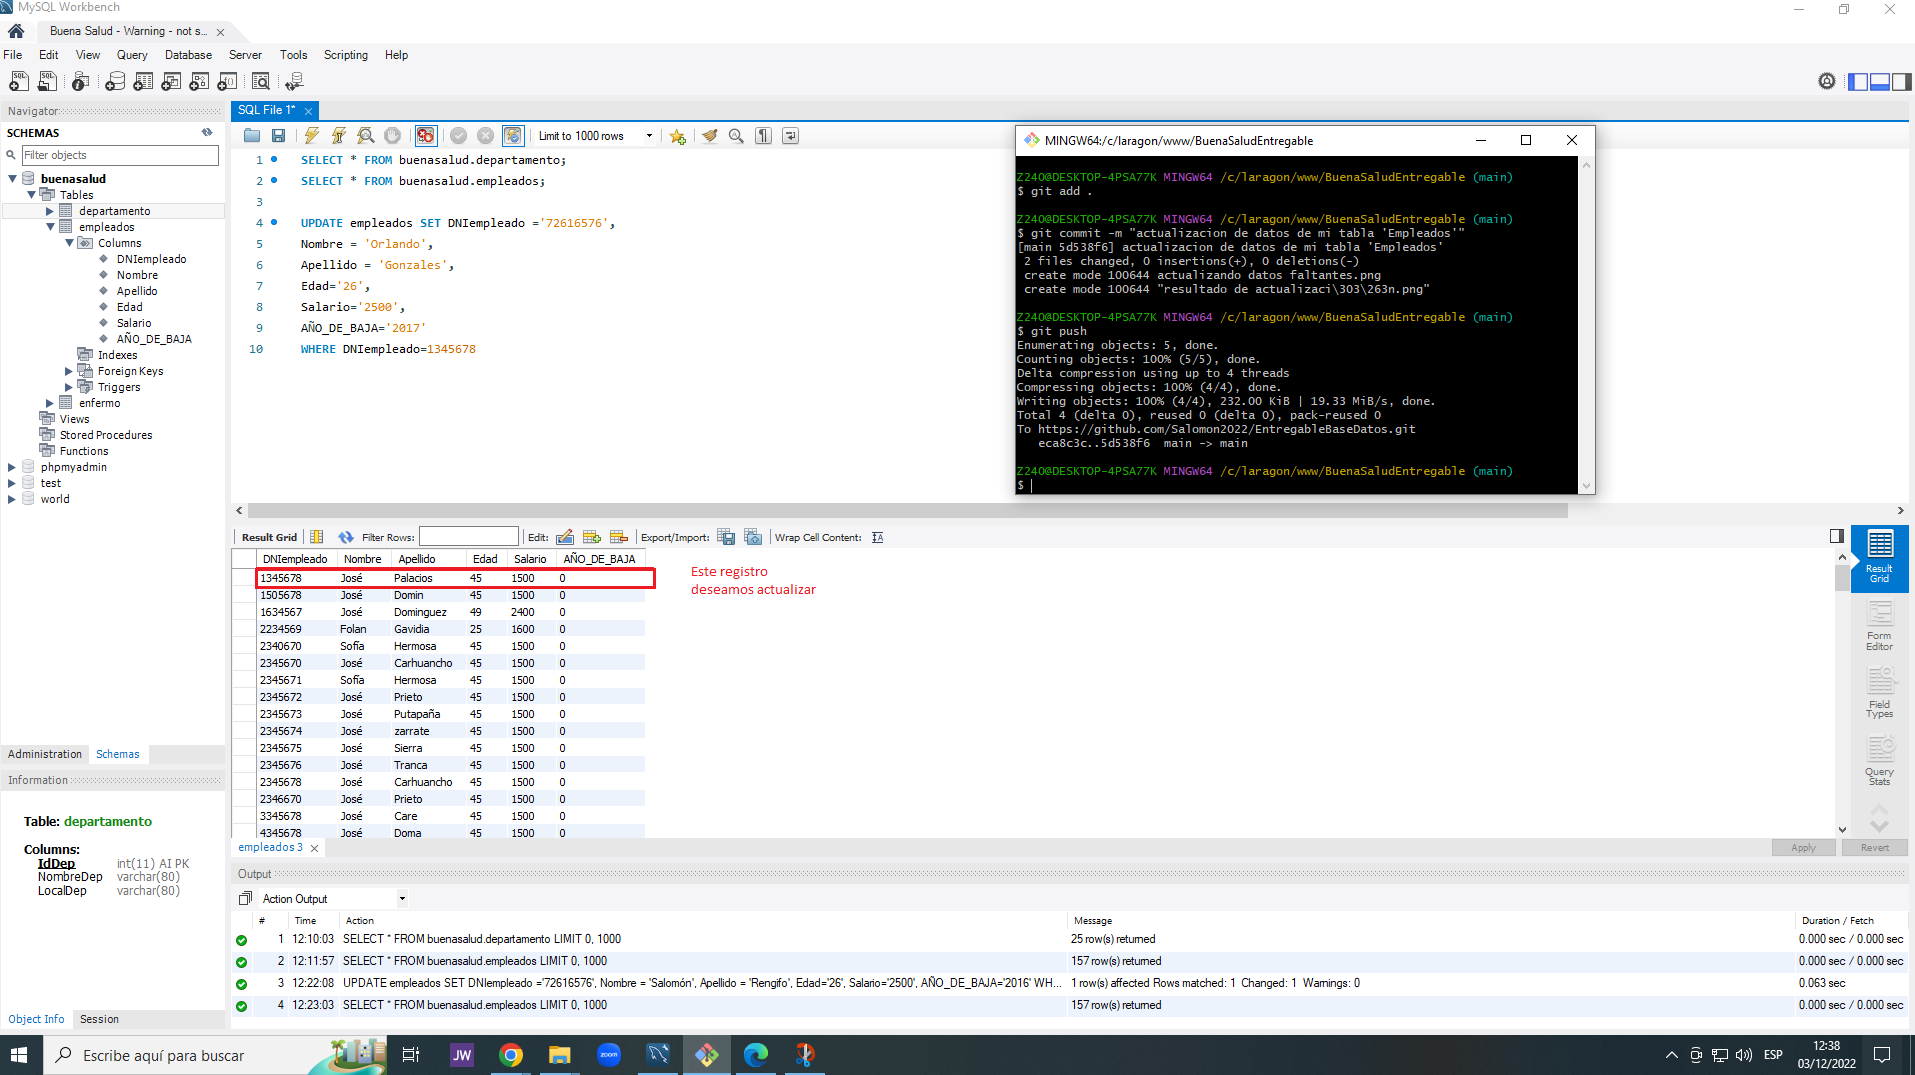 MySQL Workbench
Buena Salud - Warning - not s...
File Edit View Query Database Server Tools Scripting Help
Navigator
SCHEMAS
Filter objects
buenasalud
Tables
departamento
empleados
Columns
DNIempleado
Nombre
Apellido
Edad
Salario
AÑO_DE_BAJA
Indexes
Foreign Keys
Triggers
enfermo
Views
Stored Procedures
Functions
phpmyadmin
test
world
Administration Schemas
Information
Table: departamento
Columns:
IdDep int(11) AI PK
NombreDep varchar(80)
LocalDep varchar(80)
Object Info Session
SQL File 1*
Limit to 1000 rows
1 SELECT * FROM buenasalud.departamento;
2 SELECT * FROM buenasalud.empleados;
3
4 UPDATE empleados SET DNIempleado ='72616576',
5 Nombre = 'Orlando',
6 Apellido = 'Gonzales',
7 Edad='26',
8 Salario='2500',
9 AÑO_DE_BAJA='2017'
10 WHERE DNIempleado=1345678
MINGW64:/c/laragon/www/BuenaSaludEntregable
Z240@DESKTOP-4PSA77K MINGW64 /c/laragon/www/BuenaSaludEntregable (main)
$ git add .
Z240@DESKTOP-4PSA77K MINGW64 /c/laragon/www/BuenaSaludEntregable (main)
$ git commit -m "actualizacion de datos de mi tabla 'Empleados'"
[main 5d538f6] actualizacion de datos de mi tabla 'Empleados'
2 files changed, 0 insertions(+), 0 deletions(-)
create mode 100644 actualizando datos faltantes.png
create mode 100644 "resultado de actualizaci\303\263n.png"
Z240@DESKTOP-4PSA77K MINGW64 /c/laragon/www/BuenaSaludEntregable (main)
$ git push
Enumerating objects: 5, done.
Counting objects: 100% (5/5), done.
Delta compression using up to 4 threads
Compressing objects: 100% (4/4), done.
Writing objects: 100% (4/4), 232.00 KiB | 19.33 MiB/s, done.
Total 4 (delta 0), reused 0 (delta 0), pack-reused 0
To https://github.com/Salomon2022/EntregableBaseDatos.git
eca8c3c..5d538f6 main -> main
Z240@DESKTOP-4PSA77K MINGW64 /c/laragon/www/BuenaSaludEntregable (main)
$
Result Grid Filter Rows: Edit: Export/Import: Wrap Cell Content:
DNIempleado Nombre Apellido Edad Salario AÑO_DE_BAJA
1345678 José Palacios 45 1500 0
1505678 José Domin 45 1500 0
1634567 José Dominguez 49 2400 0
2234569 Folan Gavidia 25 1600 0
2340670 Sofía Hermosa 45 1500 0
2345670 José Carhuancho 45 1500 0
2345671 Sofía Hermosa 45 1500 0
2345672 José Prieto 45 1500 0
2345673 José Putapaña 45 1500 0
2345674 José zarrate 45 1500 0
2345675 José Sierra 45 1500 0
2345676 José Tranca 45 1500 0
2345678 José Carhuancho 45 1500 0
2346670 José Prieto 45 1500 0
3345678 José Care 45 1500 0
4345678 José Doma 45 1500 0
Este registro
deseamos actualizar
Result
Grid
Form
Editor
Field
Types
Query
Stats
empleados 3
Apply Revert
Output
Action Output
# Time Action Message Duration / Fetch
1 12:10:03 SELECT * FROM buenasalud.departamento LIMIT 0, 1000 25 row(s) returned 0.000 sec / 0.000 sec
2 12:11:57 SELECT * FROM buenasalud.empleados LIMIT 0, 1000 157 row(s) returned 0.000 sec / 0.000 sec
3 12:22:08 UPDATE empleados SET DNIempleado ='72616576', Nombre = 'Salomón', Apellido = 'Rengifo', Edad='26', Salario='2500', AÑO_DE_BAJA='2016' WH... 1 row(s) affected Rows matched: 1 Changed: 1 Warnings: 0 0.063 sec
4 12:23:03 SELECT * FROM buenasalud.empleados LIMIT 0, 1000 157 row(s) returned 0.000 sec / 0.000 sec
Escribe aquí para buscar
JW
zoom
ESP
12:38
03/12/2022